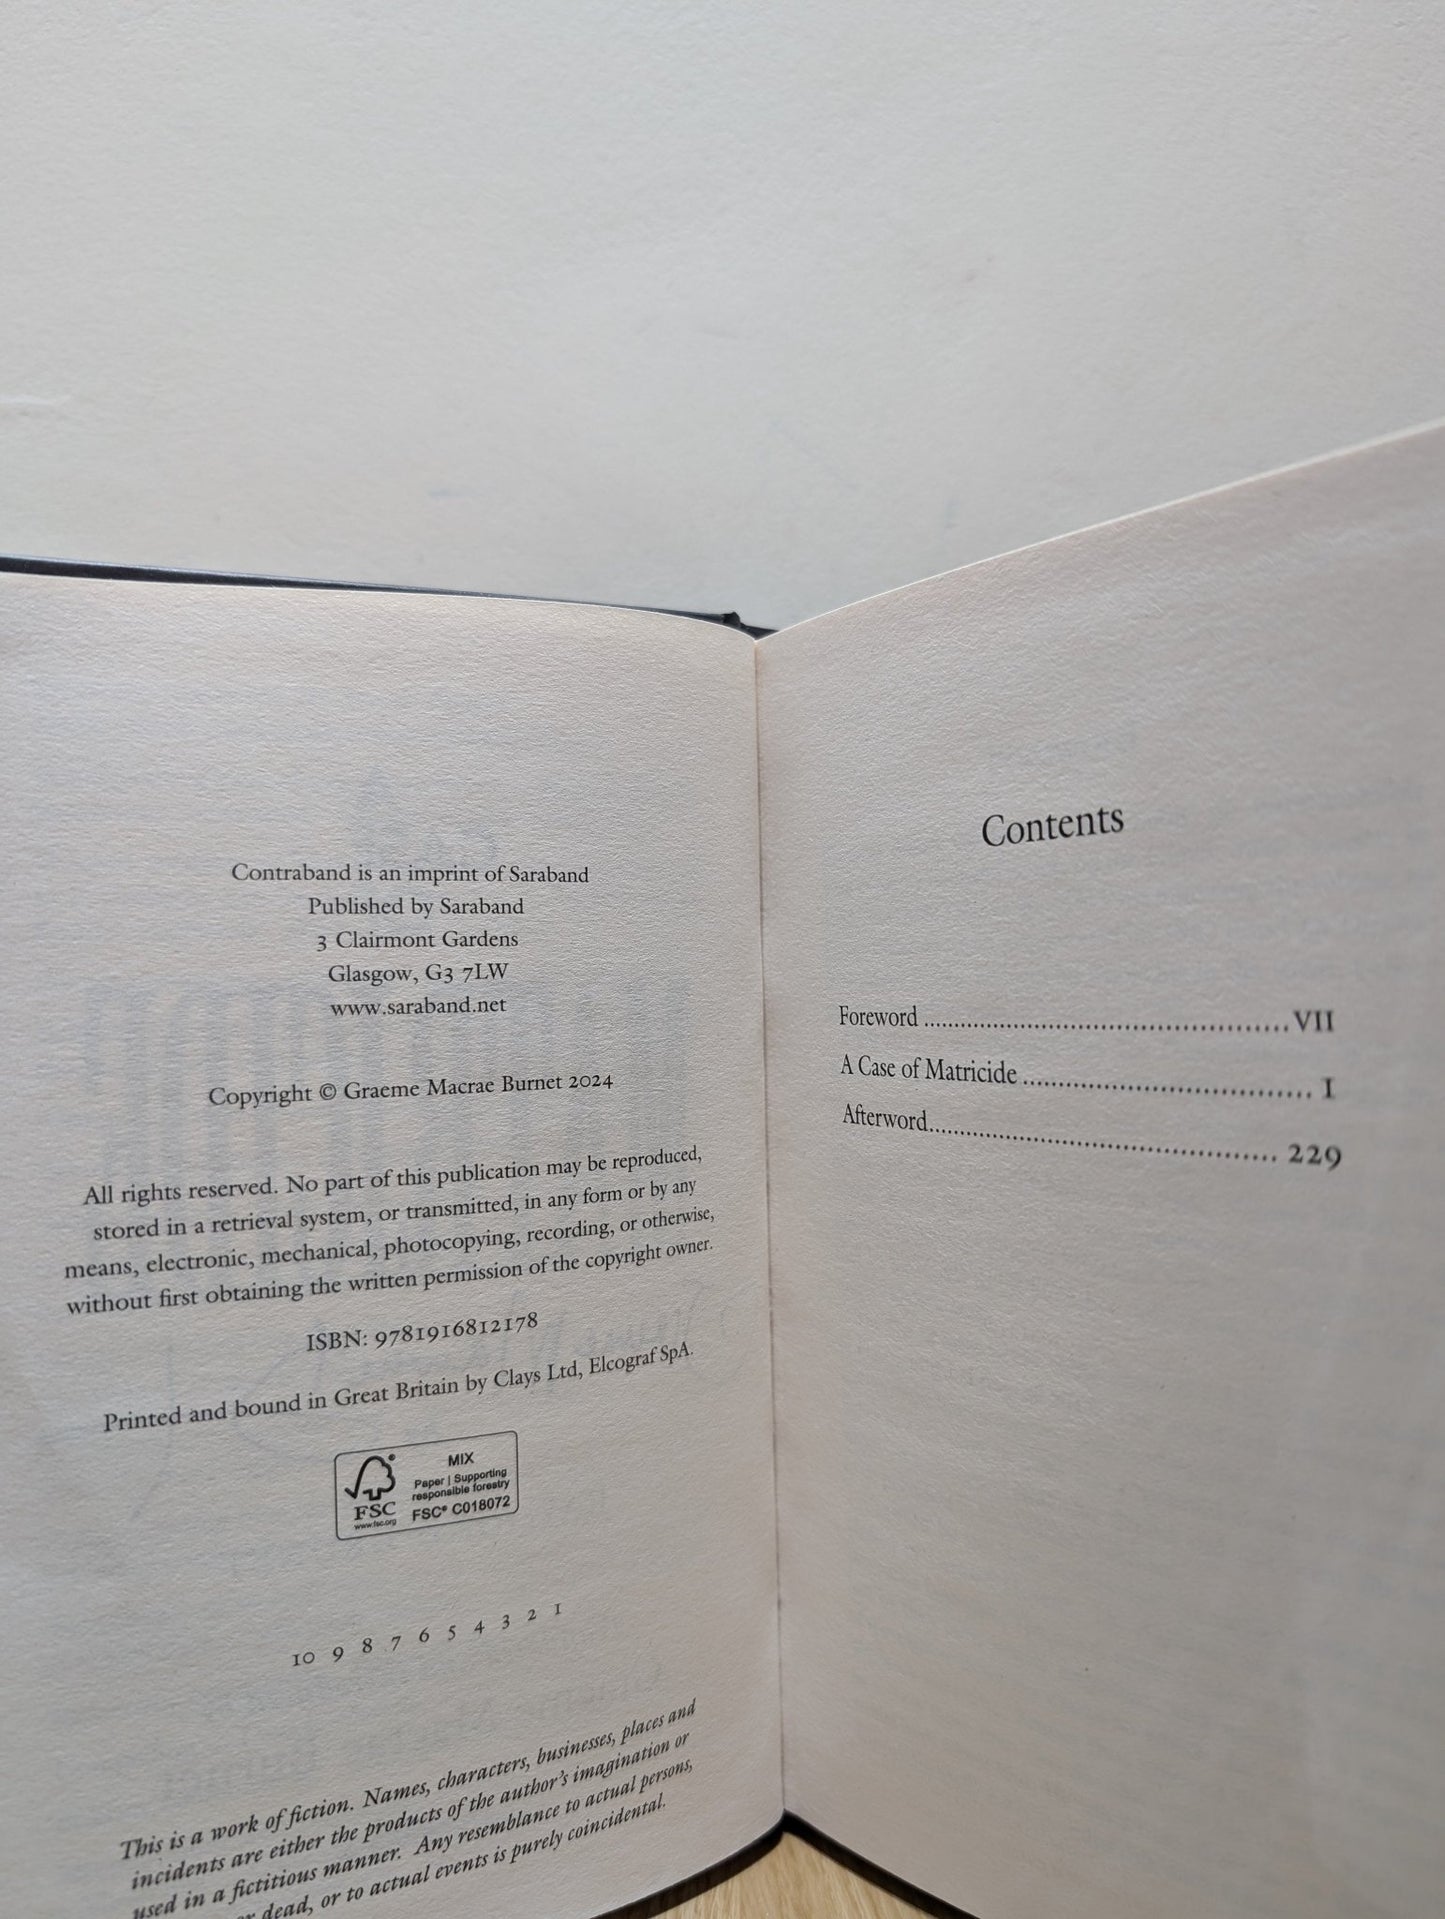 Contraband is an imprint of Saraband
Published by Saraband
3 Clairmont Gardens
Glasgow, G3 7LW
www.saraband.net
Copyright © Graeme Macrae Burnet 2024
All rights reserved. No part of this publication may be reproduced,
stored in a retrieval system, or transmitted, in any form or by any
means, electronic, mechanical, photocopying, recording, or otherwise,
without first obtaining the written permission of the copyright owner.
ISBN: 9781916812178
Printed and bound in Great Britain by Clays Ltd, Elcograf SpA.
FSC
www.fsc.org
MIX
Paper | Supporting
responsible forestry
FSC® C018072
10 9 8 7 6 5 4 3 2 1
This is a work of fiction. Names, characters, businesses, places and
incidents are either the products of the author's imagination or
used in a fictitious manner. Any resemblance to actual persons,
or dead, or to actual events is purely coincidental.
Contents
Foreword ........ VII
A Case of Matricide ........ 1
Afterword ........ 229